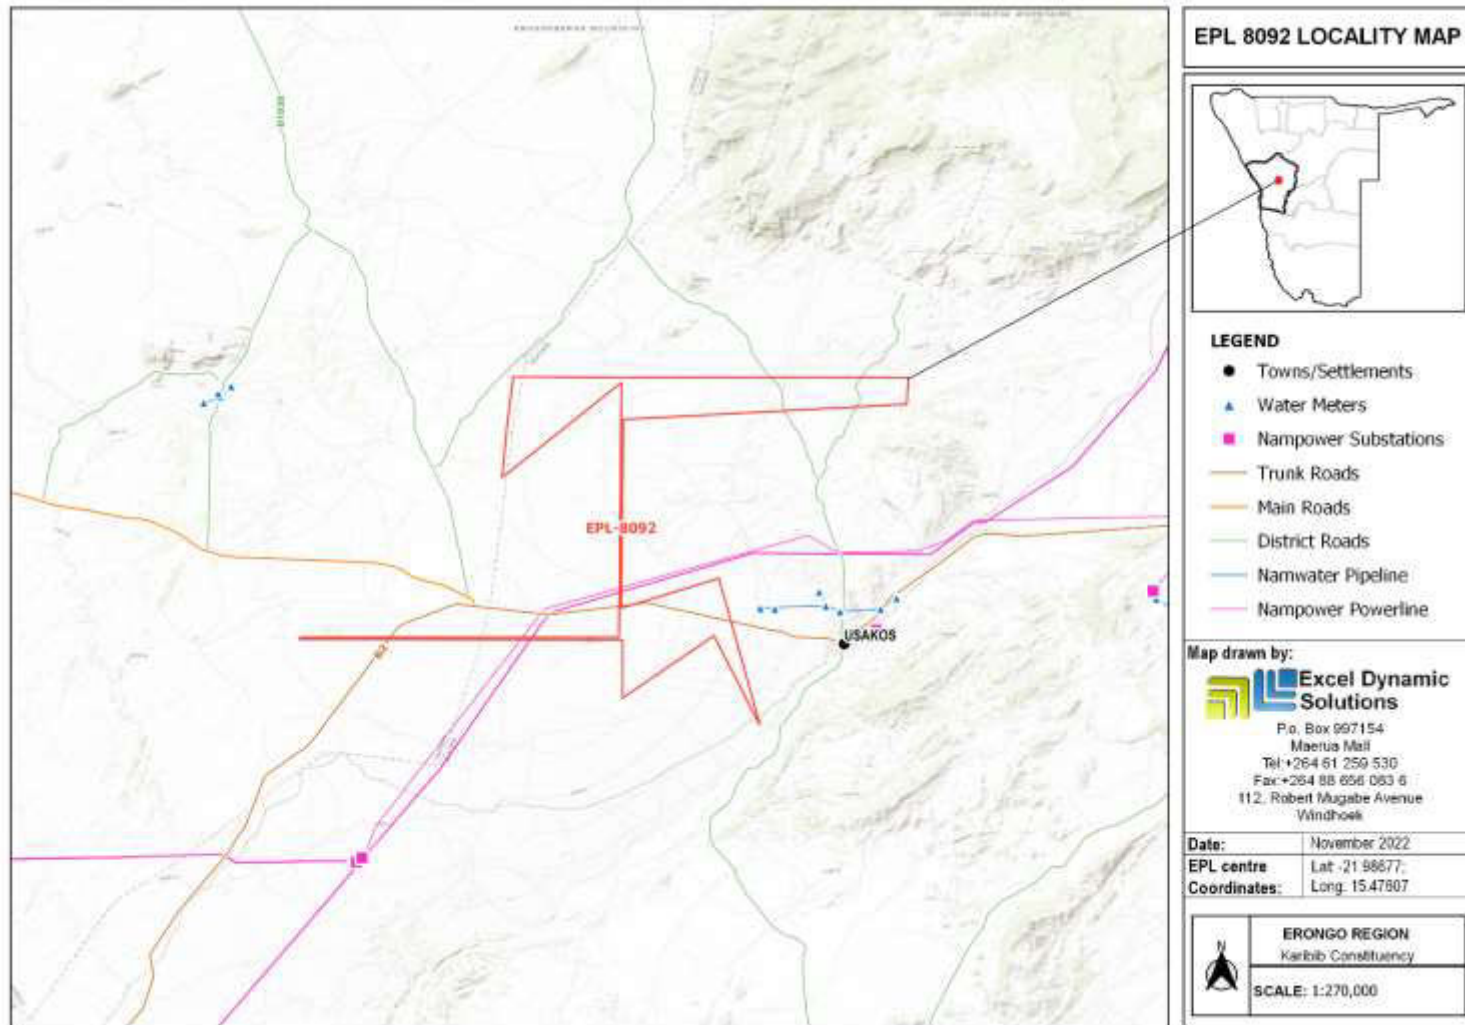 EPL 8092 LOCALITY MAP
D1930
EPL-8092
B2
USAKOS
LEGEND
Towns/Settlements
Water Meters
Nampower Substations
Trunk Roads
Main Roads
District Roads
Namwater Pipeline
Nampower Powerline
Map drawn by:
Excel Dynamic
Solutions
P.o. Box 997154
Maerua Mall
Tel:+264 61 259 530
Fax:+264 88 656 063 6
112, Robert Mugabe Avenue
Windhoek
Date: November 2022
EPL centre Lat: -21.98677;
Coordinates: Long: 15.47607
N
ERONGO REGION
Karibib Constituency
SCALE: 1:270,000